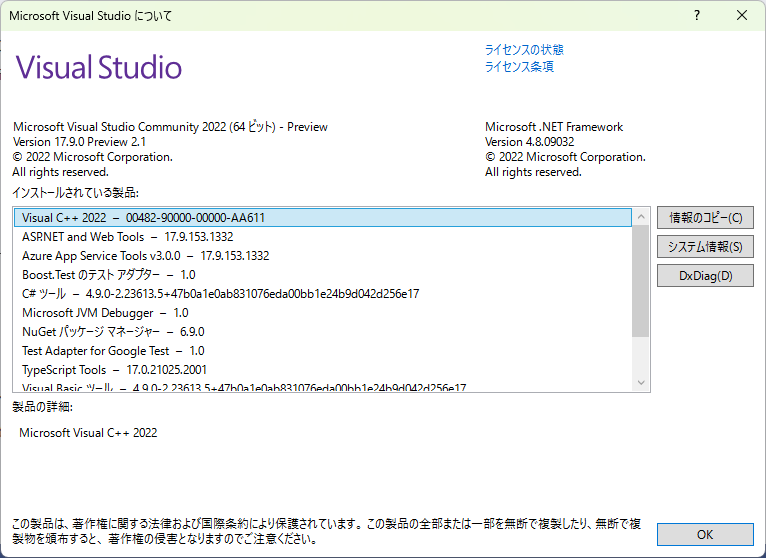 Microsoft Visual Studio について
Visual Studio
ライセンスの状態
ライセンス条項
Microsoft Visual Studio Community 2022 (64 ビット) - Preview
Version 17.9.0 Preview 2.1
© 2022 Microsoft Corporation.
All rights reserved.
Microsoft .NET Framework
Version 4.8.09032
© 2022 Microsoft Corporation.
All rights reserved.
インストールされている製品:
Visual C++ 2022 – 00482-90000-00000-AA611
ASP.NET and Web Tools – 17.9.153.1332
Azure App Service Tools v3.0.0 – 17.9.153.1332
Boost.Test のテスト アダプター – 1.0
C# ツール – 4.9.0-2.23613.5+47b0a1e0ab831076eda00bb1e24b9d042d256e17
Microsoft JVM Debugger – 1.0
NuGet パッケージ マネージャー – 6.9.0
Test Adapter for Google Test – 1.0
TypeScript Tools – 17.0.21025.2001
Visual Basic ツール – 4.9.0-2.23613.5+47b0a1e0ab831076eda00bb1e24b9d042d256e17
情報のコピー(C)
システム情報(S)
DxDiag(D)
製品の詳細:
Microsoft Visual C++ 2022
この製品は、著作権に関する法律および国際条約により保護されています。この製品の全部または一部を無断で複製したり、無断で複
製物を頒布すると、著作権の侵害となりますのでご注意ください。
OK